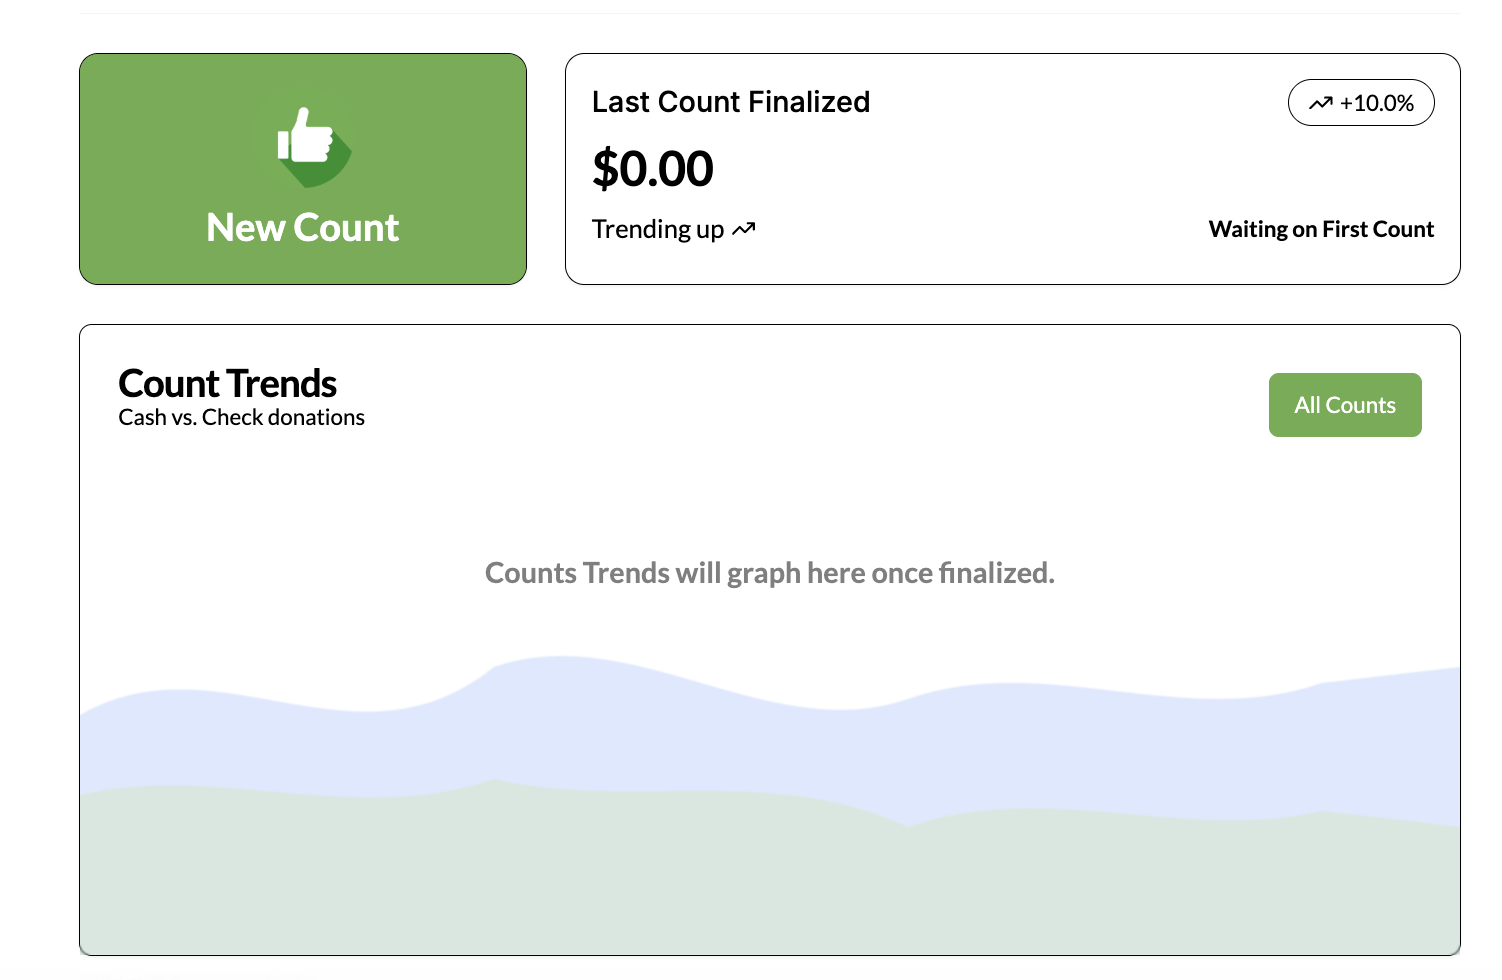 New Count
Last Count Finalized
+10.0%
$0.00
Trending up
Waiting on First Count
Count Trends
Cash vs. Check donations
All Counts
Counts Trends will graph here once finalized.